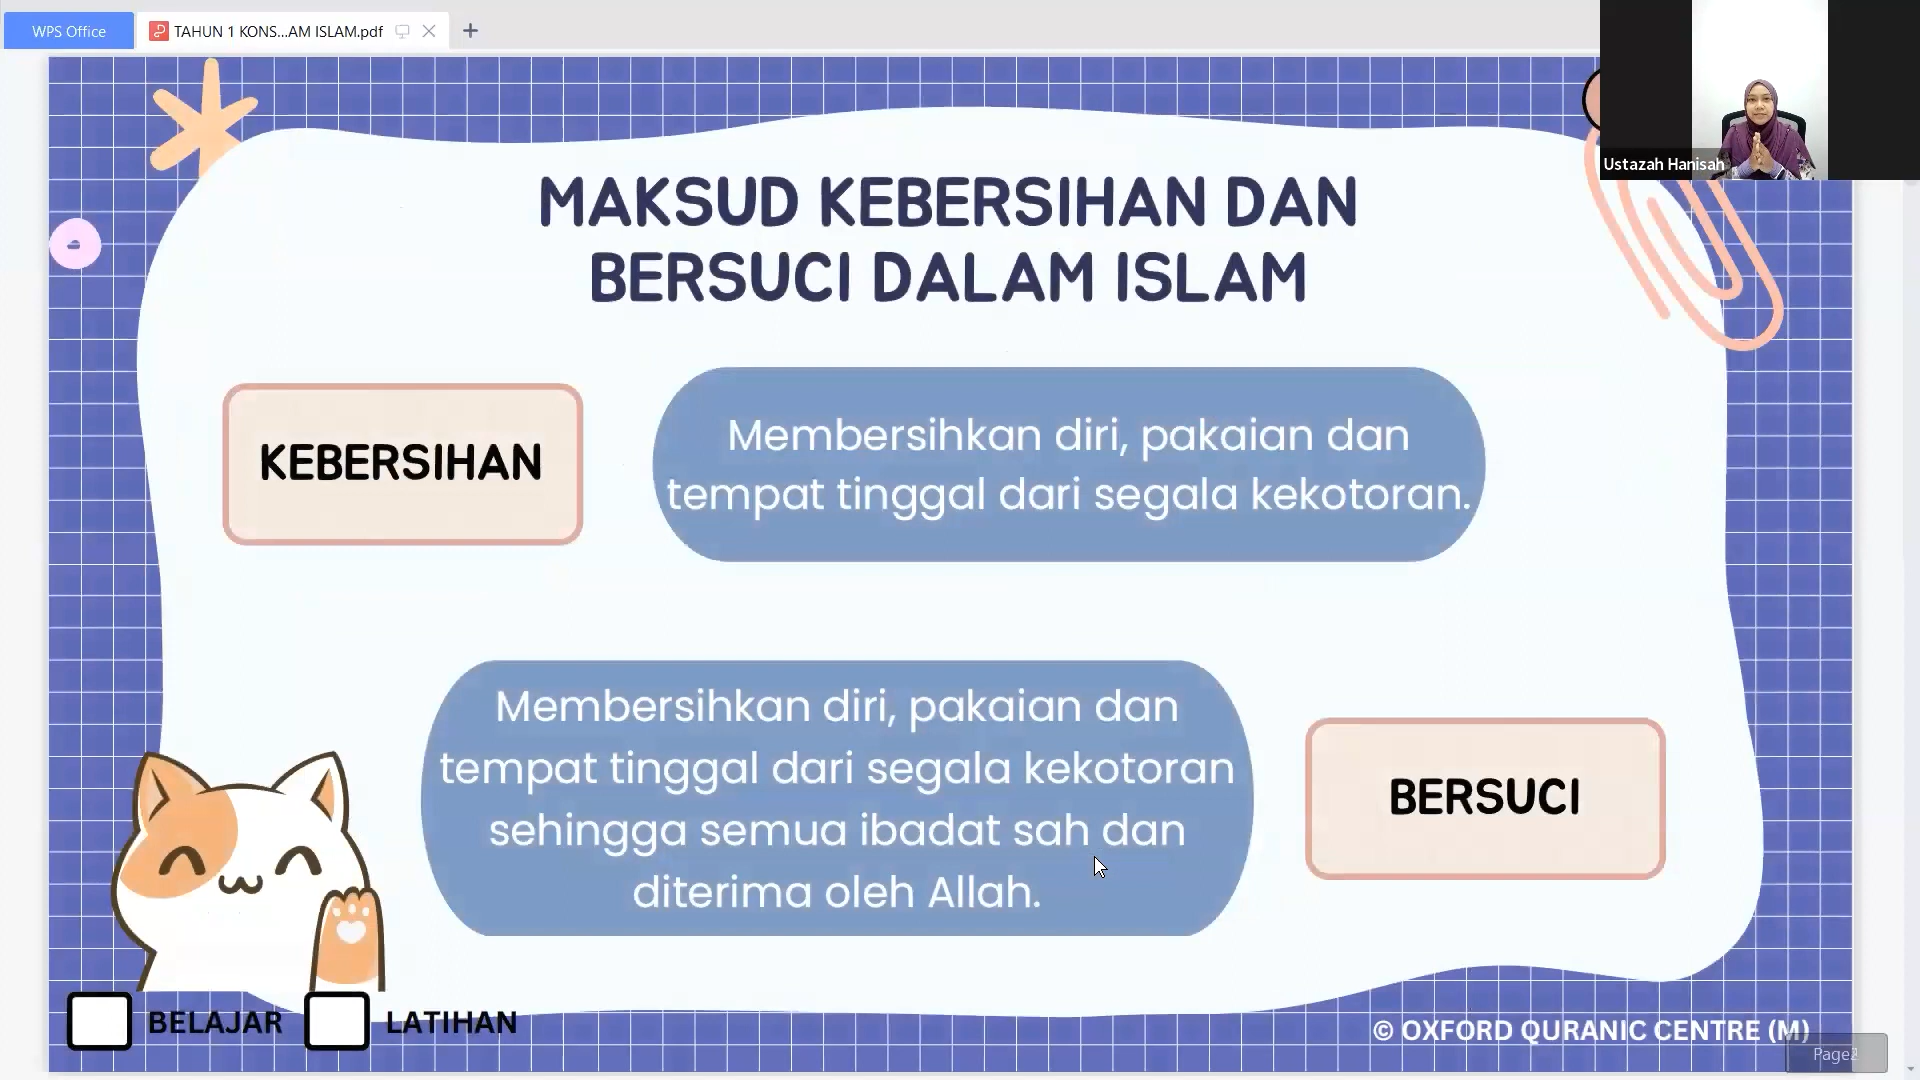 WPS Office
TAHUN 1 KONS...AM ISLAM.pdf
Ustazah Hanisah
MAKSUD KEBERSIHAN DAN
BERSUCI DALAM ISLAM
KEBERSIHAN
Membersihkan diri, pakaian dan
tempat tinggal dari segala kekotoran.
Membersihkan diri, pakaian dan
tempat tinggal dari segala kekotoran
sehingga semua ibadat sah dan
diterima oleh Allah.
BERSUCI
BELAJAR
LATIHAN
© OXFORD QURANIC CENTRE (M)
Page2